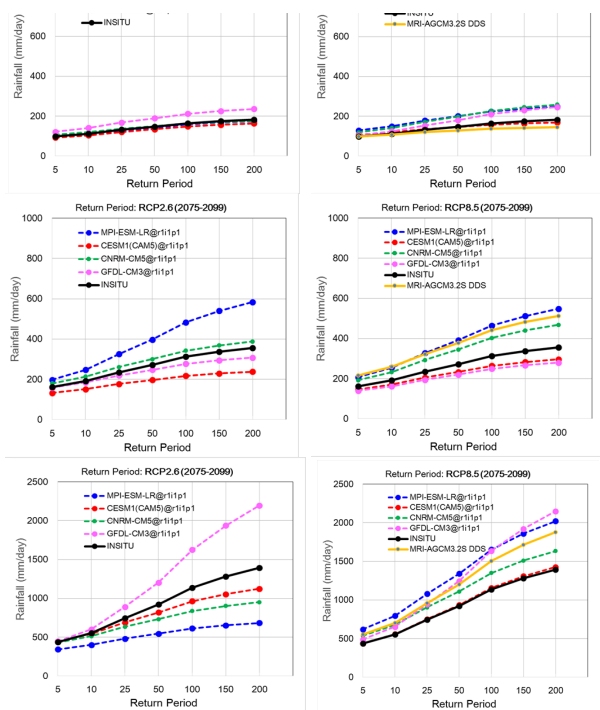 INSITU
600
400
200
0
Rainfall (mm/day)
5 10 25 50 100 150 200
Return Period
INSITU
MRI-AGCM3.2S DDS
600
400
200
0
Rainfall (mm/day)
5 10 25 50 100 150 200
Return Period
Return Period: RCP2.6 (2075-2099)
MPI-ESM-LR@r1i1p1
CESM1(CAM5)@r1i1p1
CNRM-CM5@r1i1p1
GFDL-CM3@r1i1p1
INSITU
1000
800
600
400
200
0
Rainfall (mm/day)
5 10 25 50 100 150 200
Return Period
Return Period: RCP8.5 (2075-2099)
MPI-ESM-LR@r1i1p1
CESM1(CAM5)@r1i1p1
CNRM-CM5@r1i1p1
GFDL-CM3@r1i1p1
INSITU
MRI-AGCM3.2S DDS
1000
800
600
400
200
0
Rainfall (mm/day)
5 10 25 50 100 150 200
Return Period
Return Period: RCP2.6 (2075-2099)
MPI-ESM-LR@r1i1p1
CESM1(CAM5)@r1i1p1
CNRM-CM5@r1i1p1
GFDL-CM3@r1i1p1
INSITU
2500
2000
1500
1000
500
0
Rainfall (mm/day)
5 10 25 50 100 150 200
Return Period
Return Period: RCP8.5 (2075-2099)
MPI-ESM-LR@r1i1p1
CESM1(CAM5)@r1i1p1
CNRM-CM5@r1i1p1
GFDL-CM3@r1i1p1
INSITU
MRI-AGCM3.2S DDS
2500
2000
1500
1000
500
0
Rainfall (mm/day)
5 10 25 50 100 150 200
Return Period